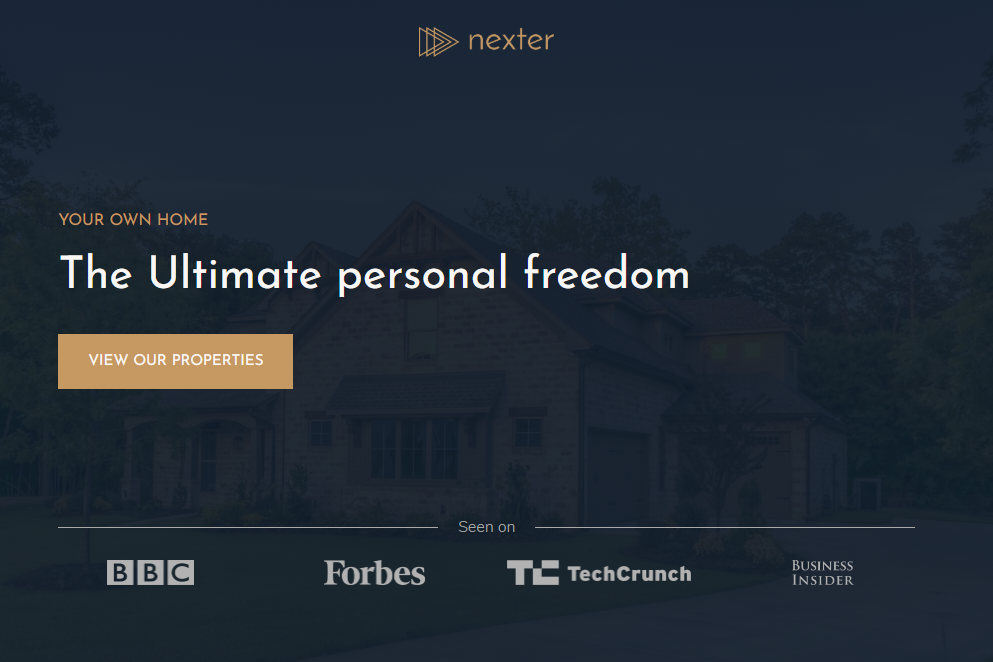 nexter
YOUR OWN HOME
The Ultimate personal freedom
VIEW OUR PROPERTIES
Seen on
BBC
Forbes
TC TechCrunch
BUSINESS
INSIDER